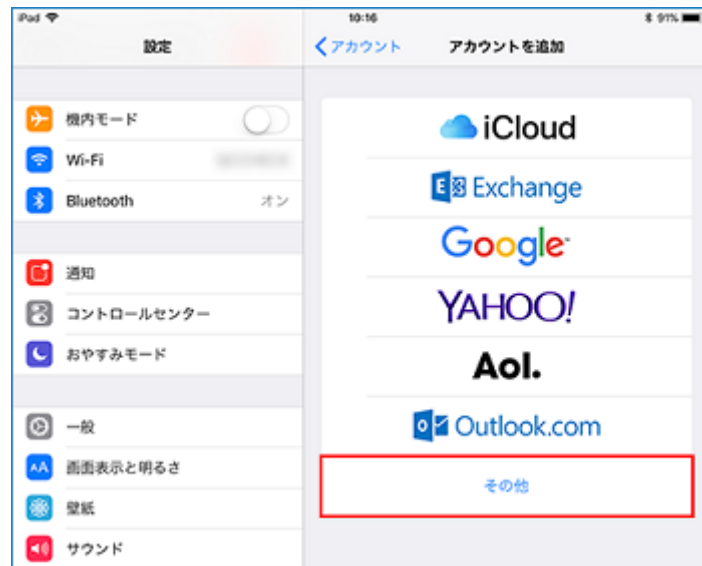 iPad 10:16 91%
設定
アカウント アカウントを追加
機内モード
Wi-Fi
Bluetooth オン
通知
コントロールセンター
おやすみモード
一般
AA 画面表示と明るさ
壁紙
サウンド
iCloud
E Exchange
Google
YAHOO!
Aol.
o Outlook.com
その他